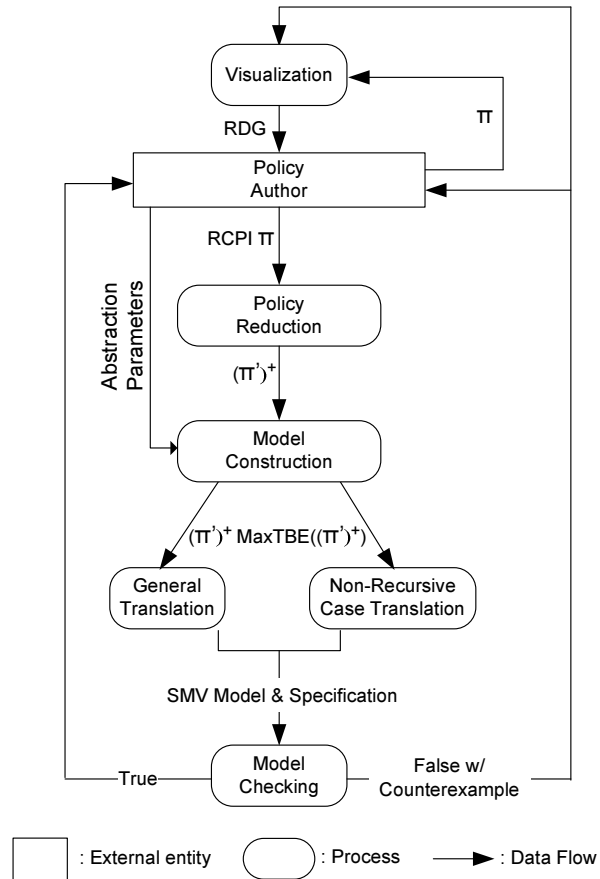 Visualization
RDG
π
Policy
Author
RCPI π
Abstraction
Parameters
Policy
Reduction
(π')⁺
Model
Construction
(π')⁺ MaxTBE((π')⁺)
General
Translation
Non-Recursive
Case Translation
SMV Model & Specification
True
Model
Checking
False w/
Counterexample
: External entity
: Process
: Data Flow